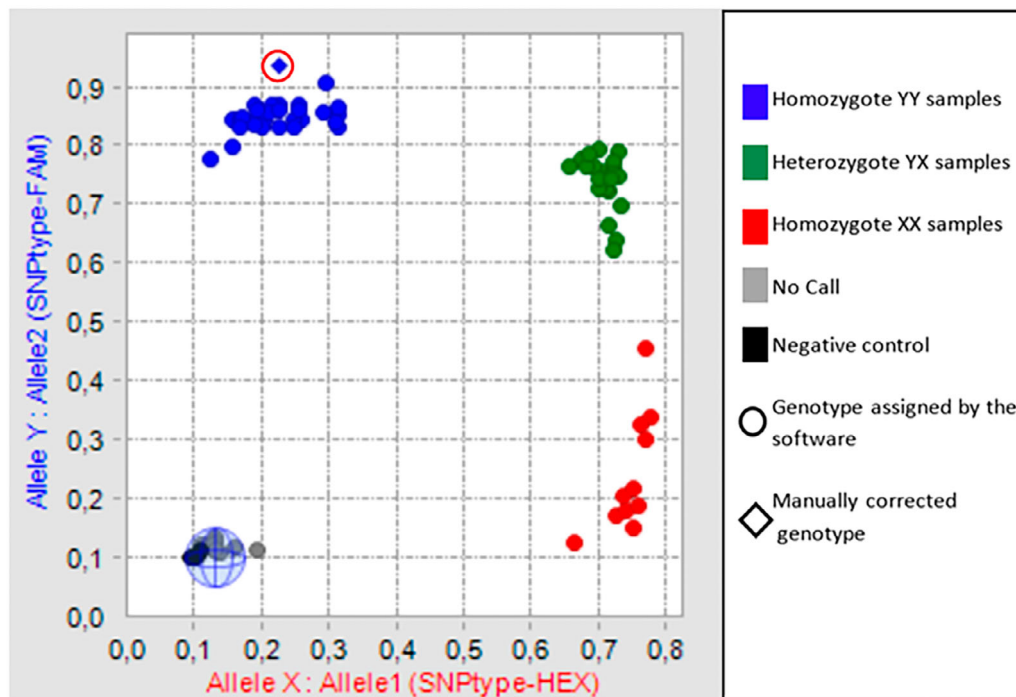 Allele Y : Allele2 (SNPtype-FAM)
0,9
0,8
0,7
0,6
0,5
0,4
0,3
0,2
0,1
0,0
0,0 0,1 0,2 0,3 0,4 0,5 0,6 0,7 0,8
Allele X : Allele1 (SNPtype-HEX)
Homozygote YY samples
Heterozygote YX samples
Homozygote XX samples
No Call
Negative control
Genotype assigned by the
software
Manually corrected
genotype